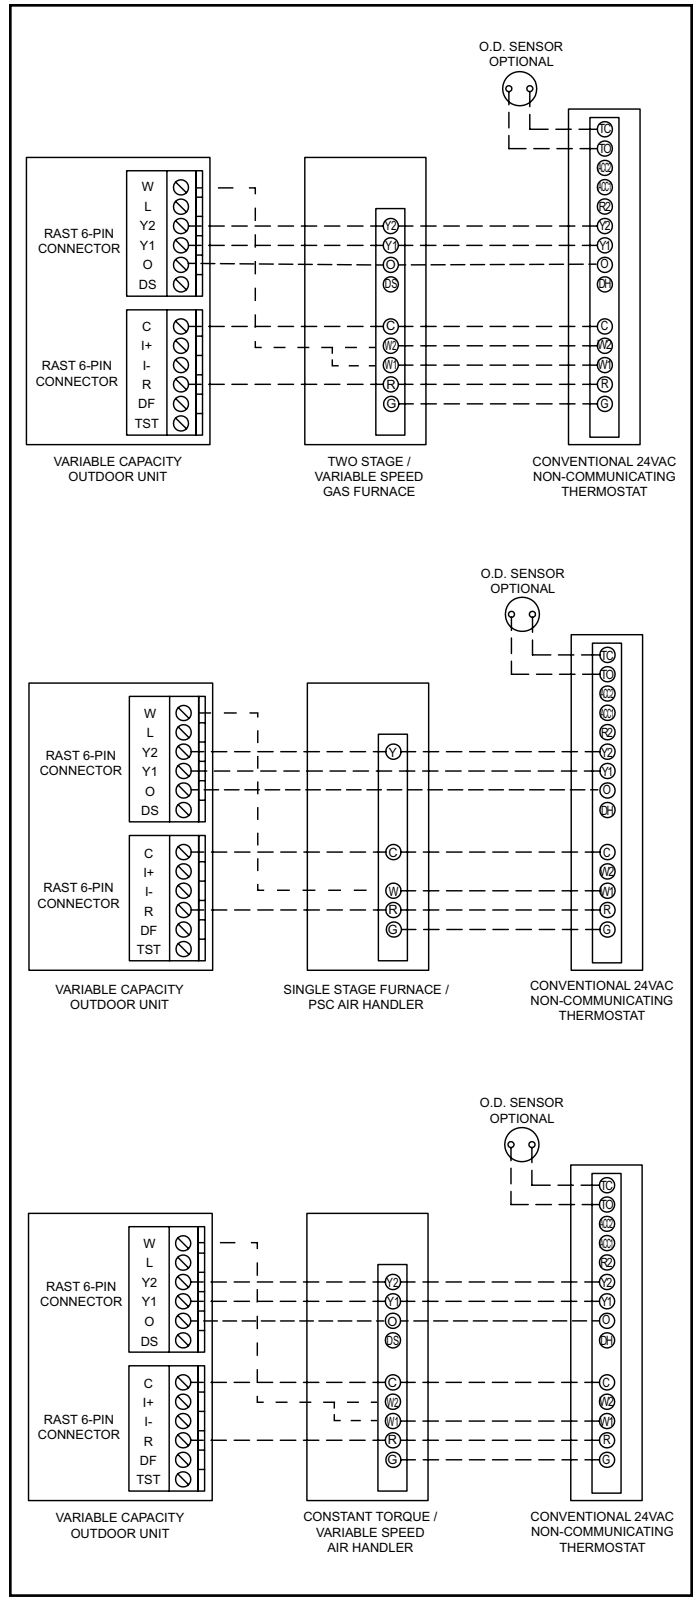 O.D. SENSOR
OPTIONAL
TC
TO
ACC2
ACC1
R2
Y2
Y1
O
DH
C
W2
W1
R
G
W
L
Y2
Y1
O
DS
RAST 6-PIN
CONNECTOR
C
I+
I-
R
DF
TST
RAST 6-PIN
CONNECTOR
Y2
Y1
O
DS
C
W2
W1
R
G
VARIABLE CAPACITY
OUTDOOR UNIT
TWO STAGE /
VARIABLE SPEED
GAS FURNACE
CONVENTIONAL 24VAC
NON-COMMUNICATING
THERMOSTAT
O.D. SENSOR
OPTIONAL
TC
TO
ACC2
ACC1
R2
Y2
Y1
O
DH
C
W2
W1
R
G
W
L
Y2
Y1
O
DS
RAST 6-PIN
CONNECTOR
C
I+
I-
R
DF
TST
RAST 6-PIN
CONNECTOR
Y
C
W
R
G
VARIABLE CAPACITY
OUTDOOR UNIT
SINGLE STAGE FURNACE /
PSC AIR HANDLER
CONVENTIONAL 24VAC
NON-COMMUNICATING
THERMOSTAT
O.D. SENSOR
OPTIONAL
TC
TO
ACC2
ACC1
R2
Y2
Y1
O
DH
C
W2
W1
R
G
W
L
Y2
Y1
O
DS
RAST 6-PIN
CONNECTOR
C
I+
I-
R
DF
TST
RAST 6-PIN
CONNECTOR
Y2
Y1
O
DS
C
W2
W1
R
G
VARIABLE CAPACITY
OUTDOOR UNIT
CONSTANT TORQUE /
VARIABLE SPEED
AIR HANDLER
CONVENTIONAL 24VAC
NON-COMMUNICATING
THERMOSTAT